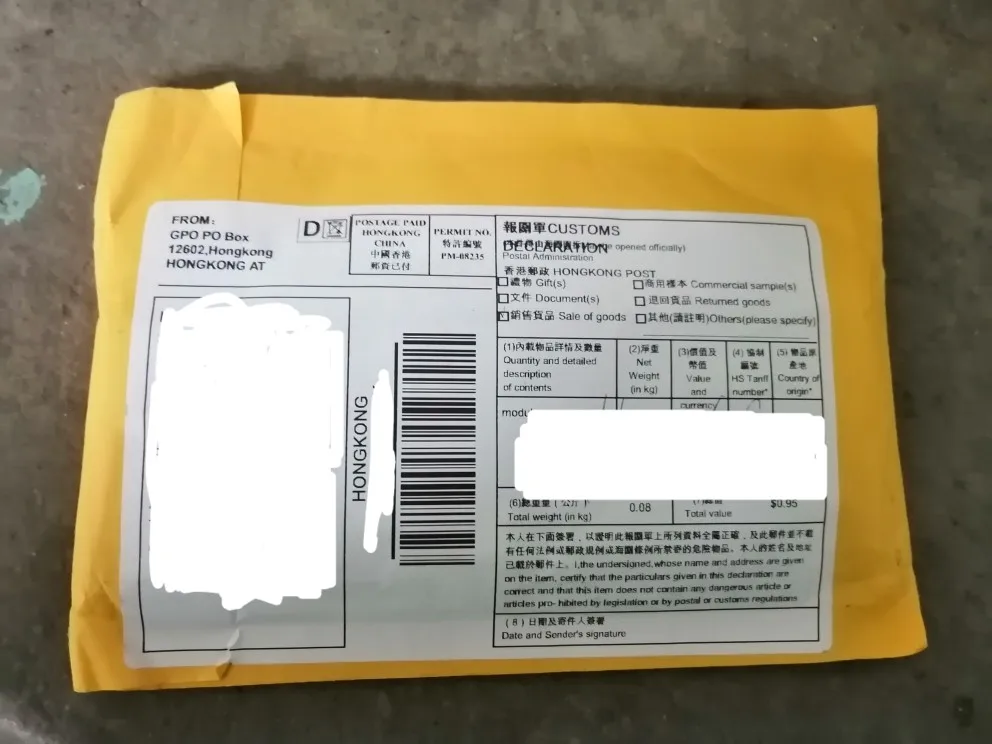 FROM:
GPO PO Box
12602,Hongkong
HONGKONG AT
D
POSTAGE PAID
HONGKONG
CHINA
中國香港
郵資已付
PERMIT NO.
特許編號
PM-08235
HONGKONG
報關單CUSTOMS
DECLARATION
opened officially)
Postal Administration
香港郵政 HONGKONG POST
禮物 Gift(s)
商用樣本 Commercial sample(s)
文件 Document(s)
退回貨品 Returned goods
銷售貨品 Sale of goods
其他(請註明)Others(please specify)
(1)內載物品詳情及數量
Quantity and detailed
description
of contents
(2)淨重
Net
Weight
(in kg)
(3)價值及
幣值
Value
and
currency
(4) 協制
編號
HS Tariff
number*
(5) 物品原
產地
Country of
origin*
(6)總重量(公斤)
Total weight (in kg)
0.08
Total value
$0.95
本人在下面簽署，以證明此報關單上所列資料全屬正確，及此郵件並不載
有任何法例或郵政規例或海關條例所禁寄的危險物品。本人的姓名及地址
已載於郵件上。I,the undersigned,whose name and address are given
on the item, certify that the particulars given in this declaration are
correct and that this item does not contain any dangerous article or
articles pro- hibited by legislation or by postal or customs regulations
(8)日期及寄件人簽署
Date and Sender's signature